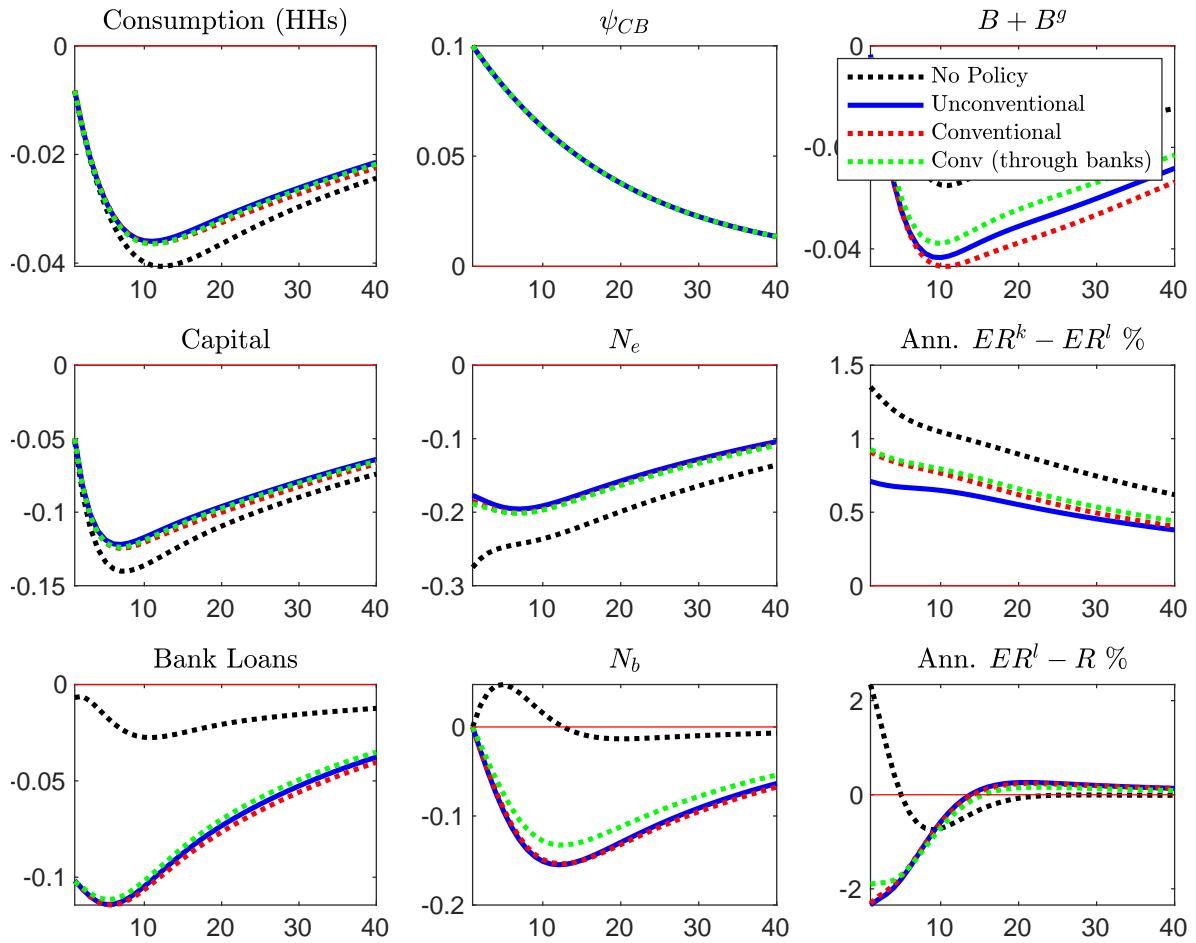 Consumption (HHs)
ψ_CB
B + B^g
0
-0.02
-0.04
10 20 30 40
0.1
0.05
0
10 20 30 40
-0.04
10 20 30 40
No Policy
Unconventional
Conventional
Conv (through banks)
Capital
N_e
Ann. ER^k − ER^l %
0
-0.05
-0.1
-0.15
10 20 30 40
0
-0.1
-0.2
-0.3
10 20 30 40
1.5
1
0.5
0
10 20 30 40
Bank Loans
N_b
Ann. ER^l − R %
0
-0.05
-0.1
10 20 30 40
0
-0.1
-0.2
10 20 30 40
2
0
-2
10 20 30 40